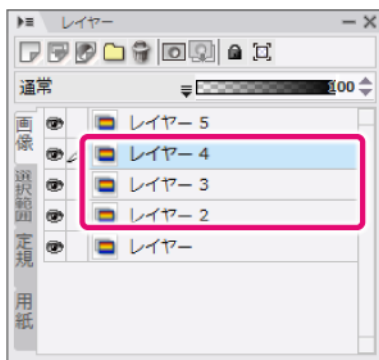 レイヤー
通常 100
画像
選択範囲
定規
用紙
レイヤー 5
レイヤー 4
レイヤー 3
レイヤー 2
レイヤー